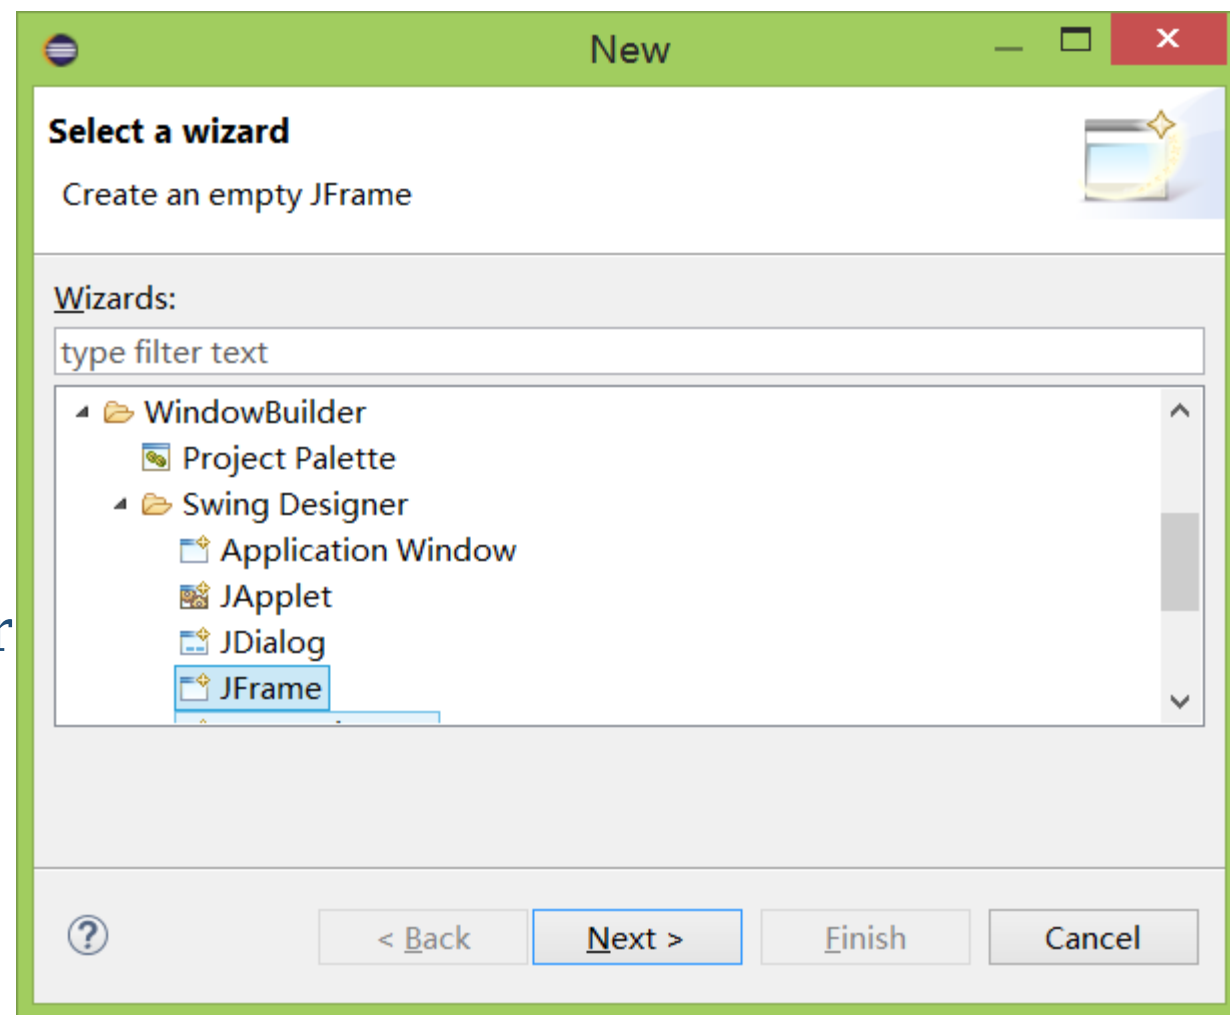 New
Select a wizard
Create an empty JFrame
Wizards:
type filter text
WindowBuilder
Project Palette
Swing Designer
Application Window
JApplet
r
JDialog
JFrame
?
< Back Next > Finish Cancel